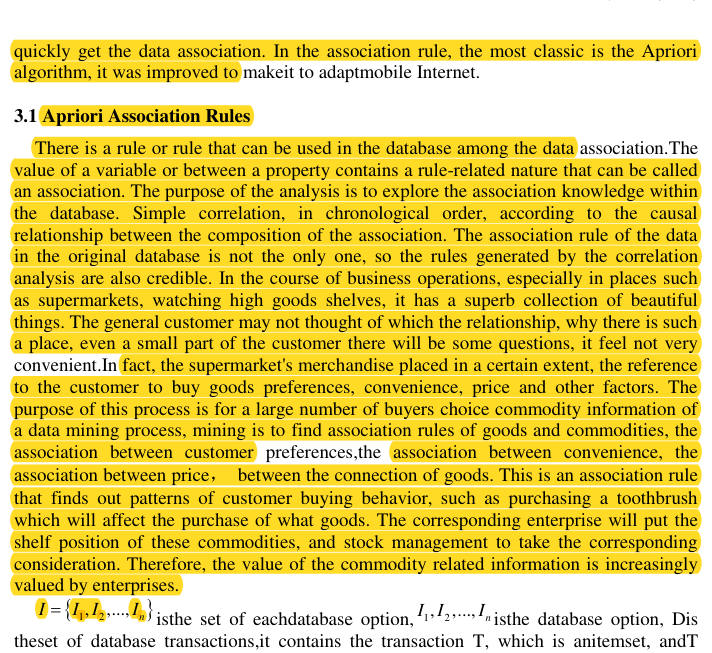 quickly get the data association. In the association rule, the most classic is the Apriori
algorithm, it was improved to makeit to adaptmobile Internet.
3.1 Apriori Association Rules
There is a rule or rule that can be used in the database among the data association.The
value of a variable or between a property contains a rule-related nature that can be called
an association. The purpose of the analysis is to explore the association knowledge within
the database. Simple correlation, in chronological order, according to the causal
relationship between the composition of the association. The association rule of the data
in the original database is not the only one, so the rules generated by the correlation
analysis are also credible. In the course of business operations, especially in places such
as supermarkets, watching high goods shelves, it has a superb collection of beautiful
things. The general customer may not thought of which the relationship, why there is such
a place, even a small part of the customer there will be some questions, it feel not very
convenient.In fact, the supermarket's merchandise placed in a certain extent, the reference
to the customer to buy goods preferences, convenience, price and other factors. The
purpose of this process is for a large number of buyers choice commodity information of
a data mining process, mining is to find association rules of goods and commodities, the
association between customer preferences,the association between convenience, the
association between price， between the connection of goods. This is an association rule
that finds out patterns of customer buying behavior, such as purchasing a toothbrush
which will affect the purchase of what goods. The corresponding enterprise will put the
shelf position of these commodities, and stock management to take the corresponding
consideration. Therefore, the value of the commodity related information is increasingly
valued by enterprises.
I = {I₁, I₂,..., Iₙ} isthe set of eachdatabase option, I₁, I₂,..., Iₙ isthe database option, Dis
theset of database transactions,it contains the transaction T, which is anitemset, andT